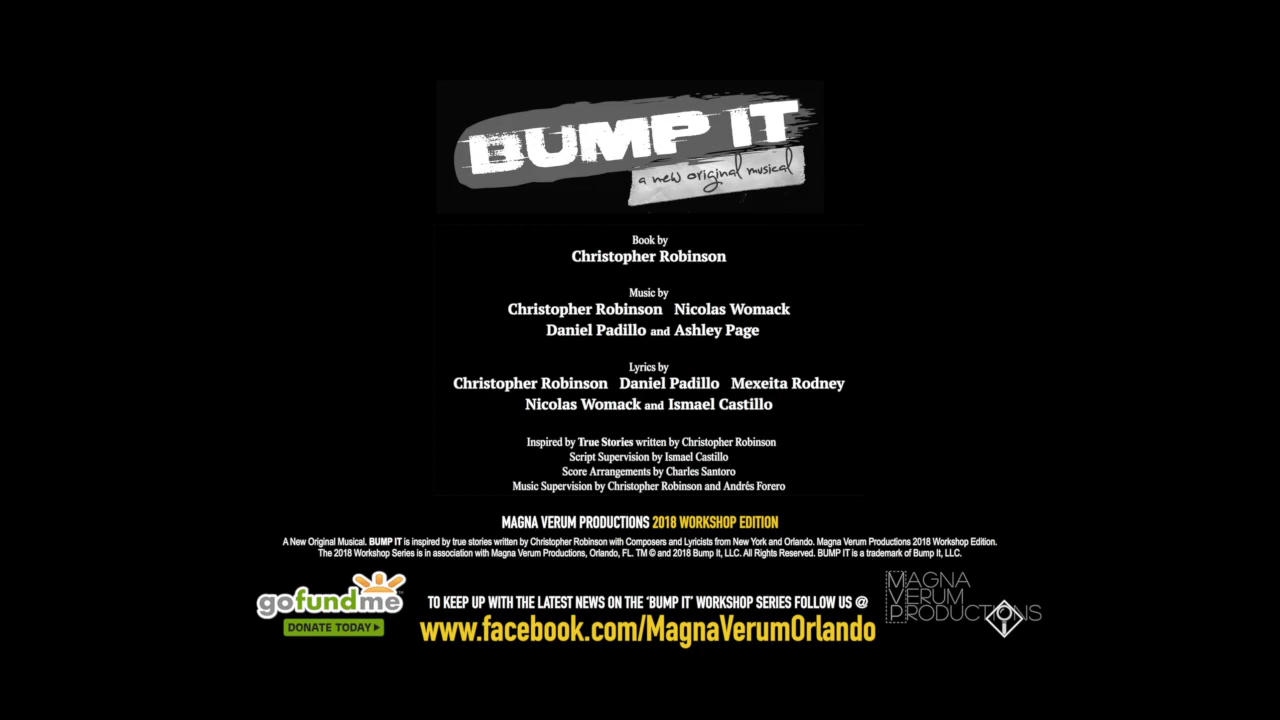 BUMP IT
a new original musical
Book by
Christopher Robinson
Music by
Christopher Robinson Nicolas Womack
Daniel Padillo and Ashley Page
Lyrics by
Christopher Robinson Daniel Padillo Mexeita Rodney
Nicolas Womack and Ismael Castillo
Inspired by True Stories written by Christopher Robinson
Script Supervision by Ismael Castillo
Score Arrangements by Charles Santoro
Music Supervision by Christopher Robinson and Andrés Forero
MAGNA VERUM PRODUCTIONS 2018 WORKSHOP EDITION
A New Original Musical. BUMP IT is inspired by true stories written by Christopher Robinson with Composers and Lyricists from New York and Orlando. Magna Verum Productions 2018 Workshop Edition.
The 2018 Workshop Series is in association with Magna Verum Productions, Orlando, FL. TM © and 2018 Bump It, LLC. All Rights Reserved. BUMP IT is a trademark of Bump It, LLC.
gofundme
DONATE TODAY
TO KEEP UP WITH THE LATEST NEWS ON THE ‘BUMP IT’ WORKSHOP SERIES FOLLOW US @
www.facebook.com/MagnaVerumOrlando
MAGNA
VERUM
PRODUCTIONS